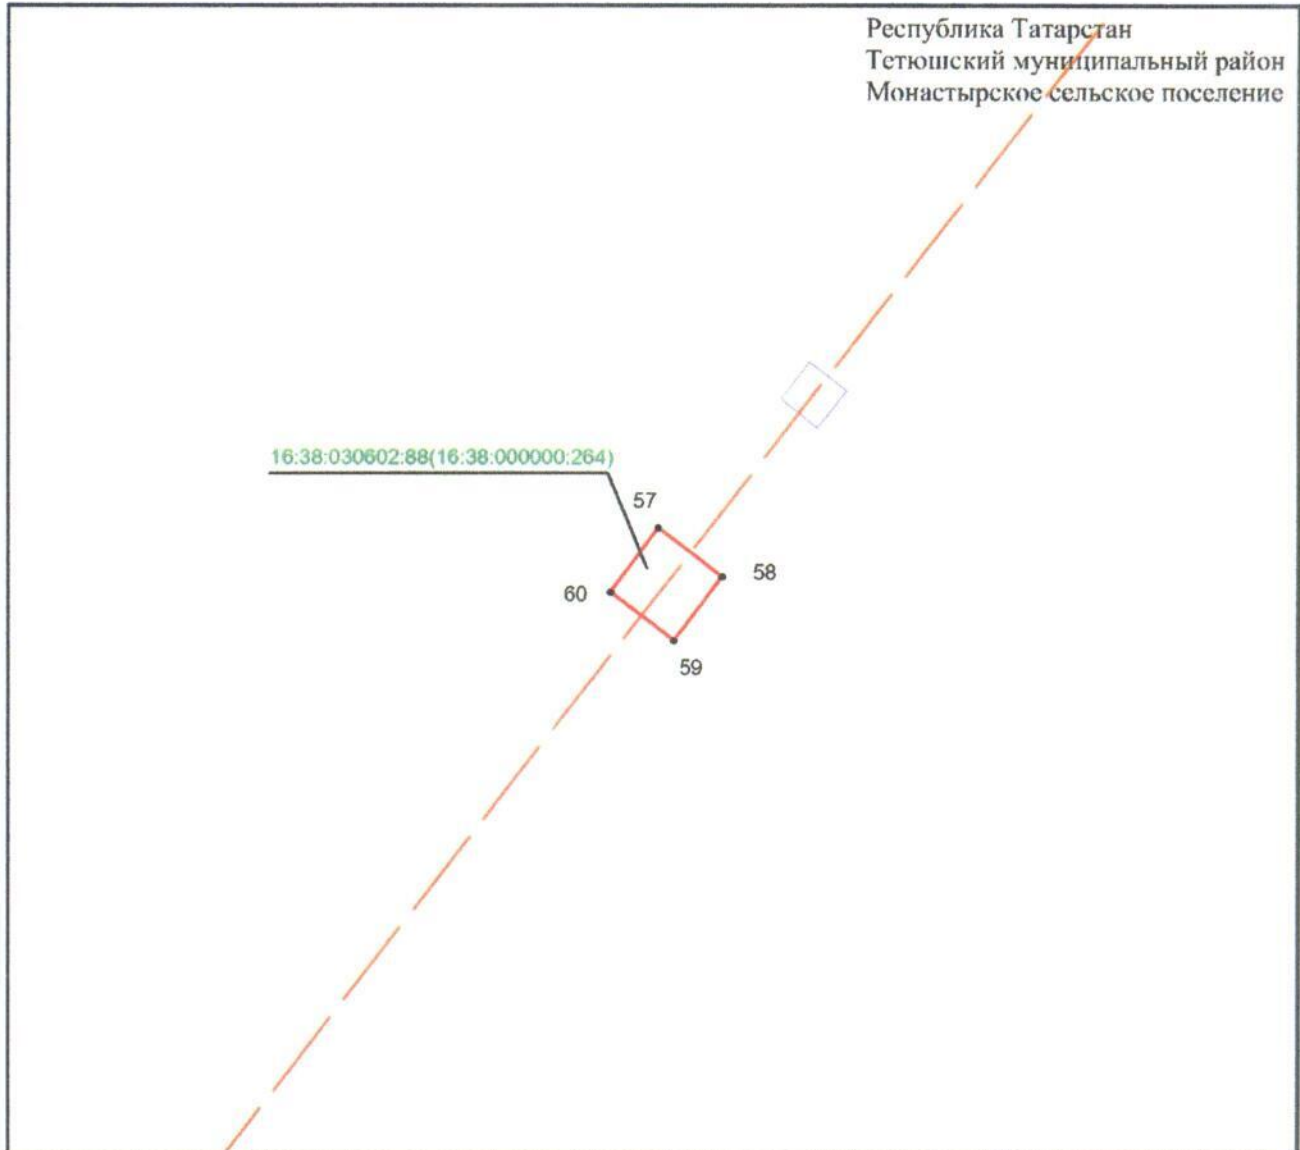 Республика Татарстан
Тетюшский муниципальный район
Монастырское сельское поселение
16:38:030602:88(16:38:000000:264)
57
58
60
59